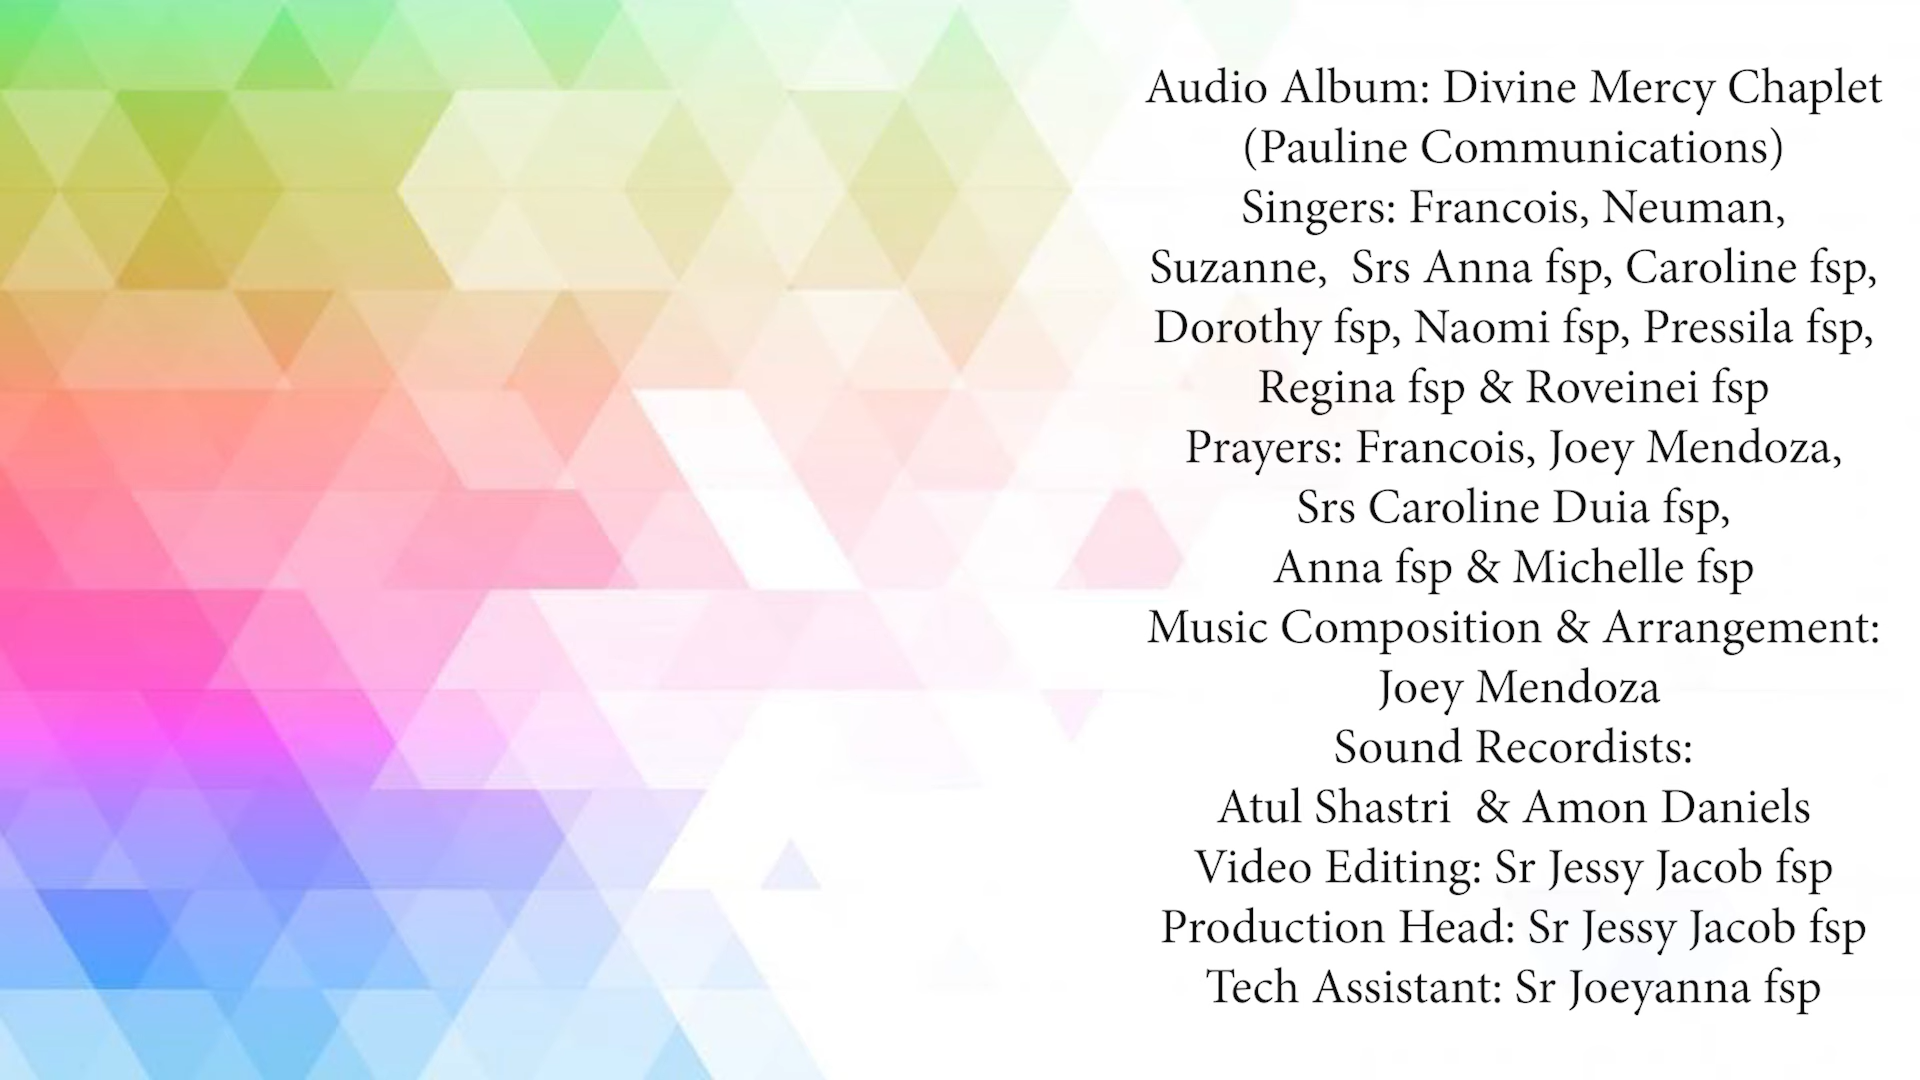 Audio Album: Divine Mercy Chaplet
(Pauline Communications)
Singers: Francois, Neuman,
Suzanne,  Srs Anna fsp, Caroline fsp,
Dorothy fsp, Naomi fsp, Pressila fsp,
Regina fsp & Roveinei fsp
Prayers: Francois, Joey Mendoza,
Srs Caroline Duia fsp,
Anna fsp & Michelle fsp
Music Composition & Arrangement:
Joey Mendoza
Sound Recordists:
Atul Shastri  & Amon Daniels
Video Editing: Sr Jessy Jacob fsp
Production Head: Sr Jessy Jacob fsp
Tech Assistant: Sr Joeyanna fsp